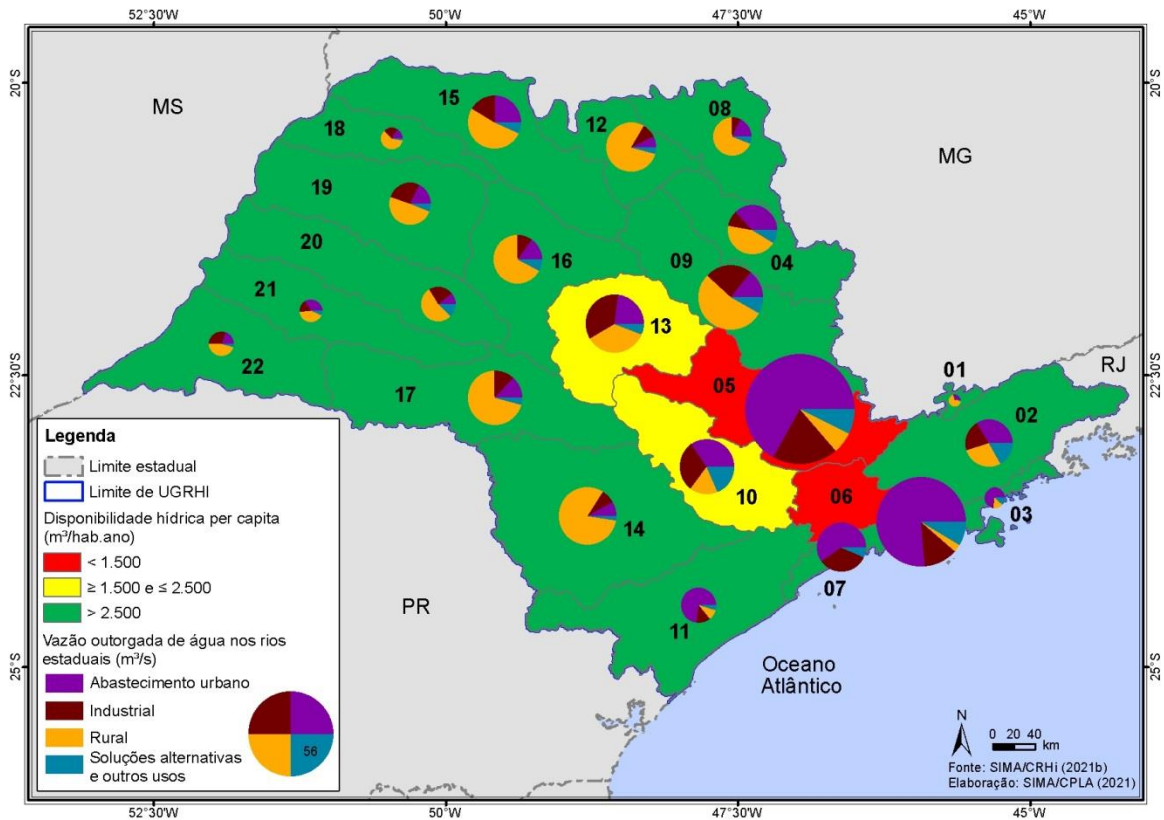 52°30'W
50°W
47°30'W
45°W
20°S
20°S
MS
15
08
18
12
MG
19
20
16
09
04
21
13
22°30'S
22
05
01
RJ
22°30'S
17
02
10
06
03
14
07
PR
11
25°S
25°S
Oceano
Atlântico
Legenda
Limite estadual
Limite de UGRHI
Disponibilidade hídrica per capita
(m³/hab.ano)
< 1.500
≥ 1.500 e ≤ 2.500
> 2.500
Vazão outorgada de água nos rios
estaduais (m³/s)
Abastecimento urbano
Industrial
Rural
Soluções alternativas
e outros usos
56
N
0 20 40
km
Fonte: SIMA/CRHi (2021b)
Elaboração: SIMA/CPLA (2021)
52°30'W
50°W
47°30'W
45°W